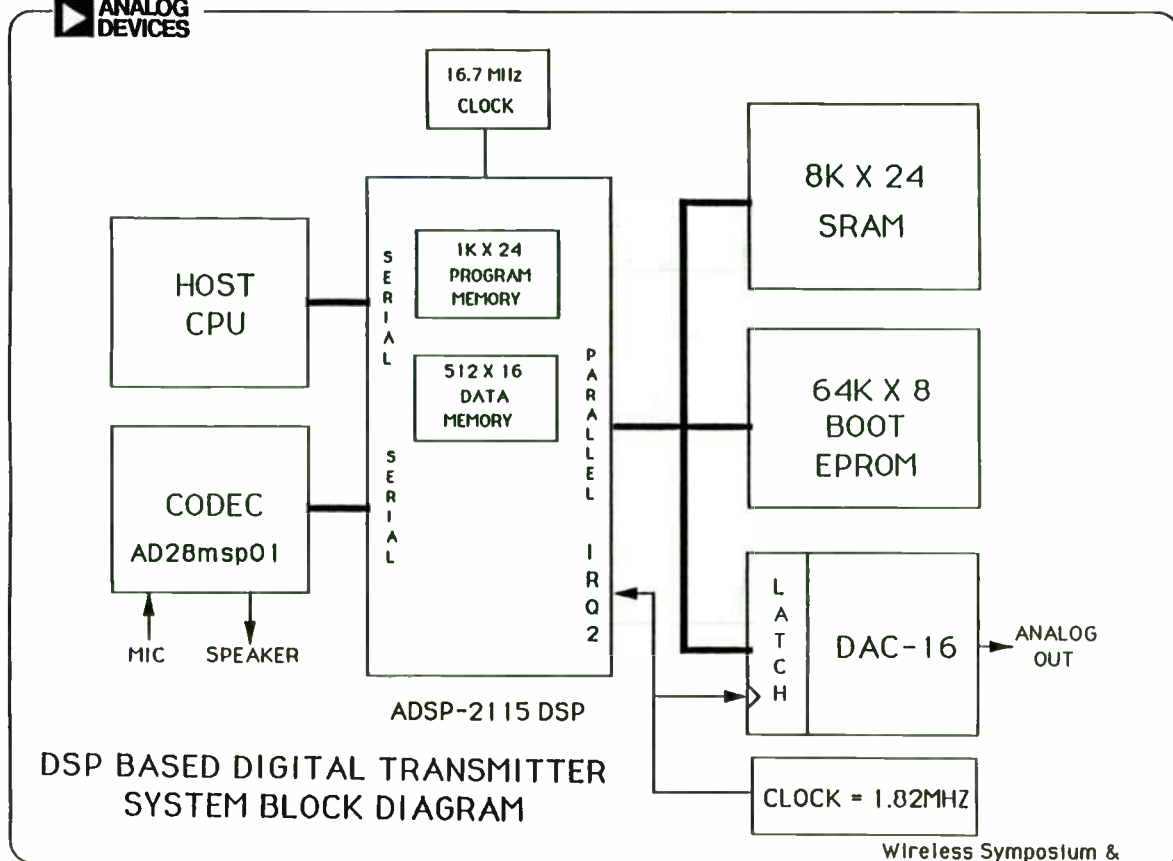 ANALOG
DEVICES
16.7 MHz
CLOCK
HOST
CPU
SERIAL
1K X 24
PROGRAM
MEMORY
512 X 16
DATA
MEMORY
PARALLEL
8K X 24
SRAM
64K X 8
BOOT
EPROM
CODEC
AD28msp01
SERIAL
IRQ2
LATCH
DAC-16
ANALOG
OUT
MIC
SPEAKER
ADSP-2115 DSP
DSP BASED DIGITAL TRANSMITTER
SYSTEM BLOCK DIAGRAM
CLOCK = 1.82MHZ
Wireless Symposium &